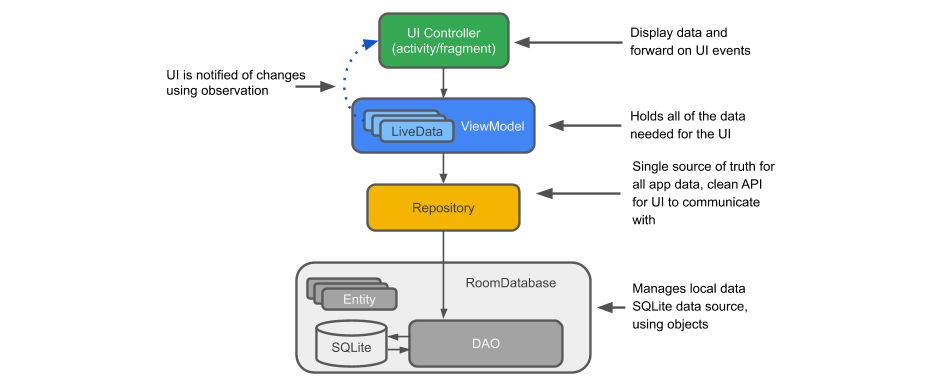 UI Controller
(activity/fragment)
Display data and
forward on UI events
UI is notified of changes
using observation
LiveData
ViewModel
Holds all of the data
needed for the UI
Single source of truth for
all app data, clean API
for UI to communicate
with
Repository
RoomDatabase
Entity
SQLite
DAO
Manages local data
SQLite data source,
using objects